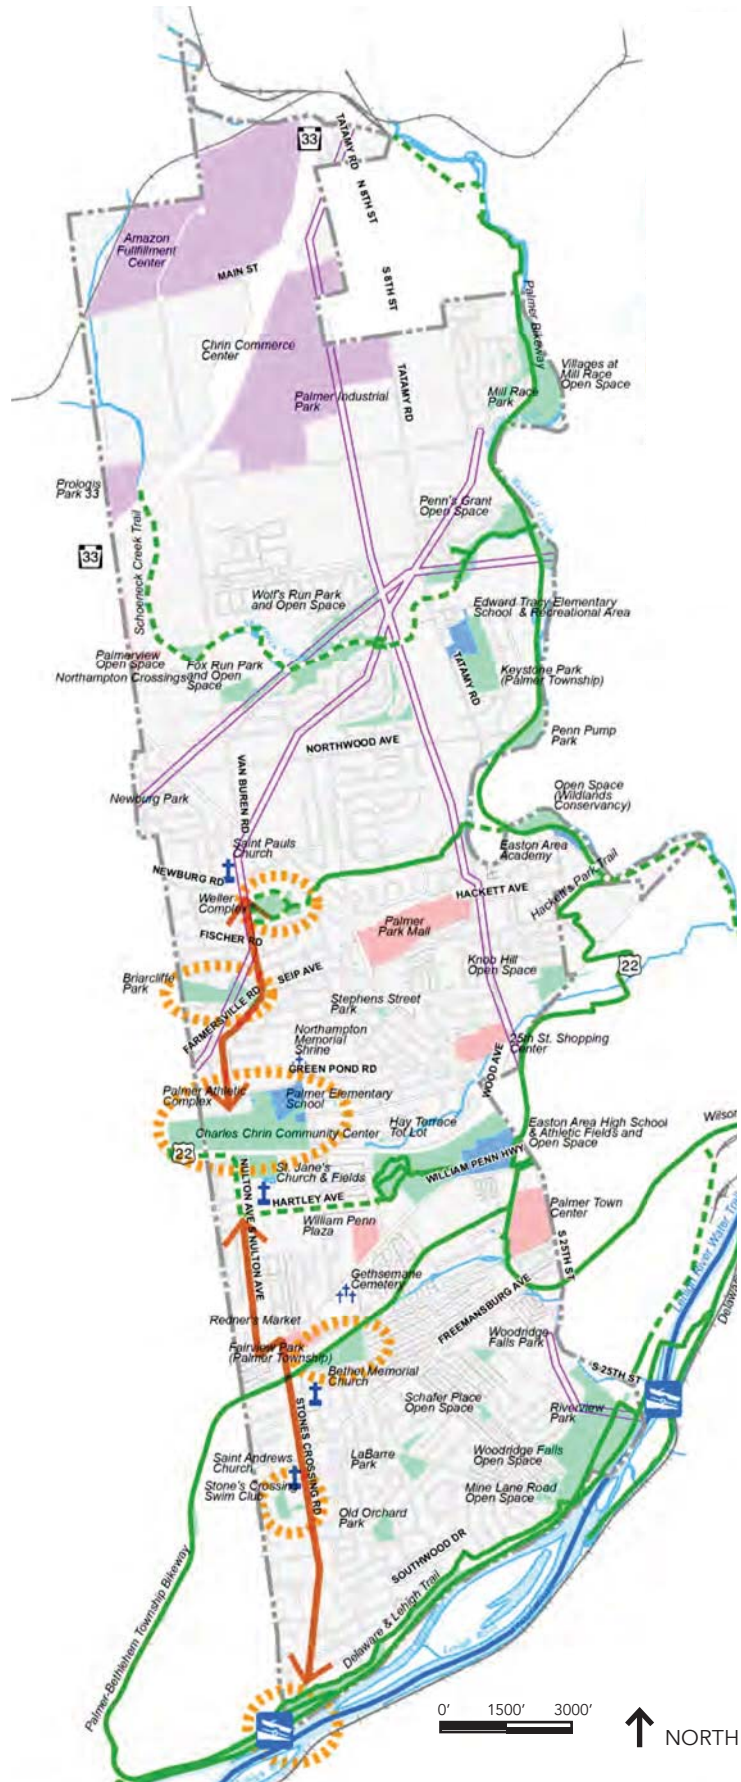 33
TATAMY RD
N 8TH ST
Amazon
Fullfillment
Center
MAIN ST
S 8TH ST
Palmer Bikeway
Chrin Commerce
Center
Villages at
Mill Race
Open Space
Palmer Industrial
Park
TATAMY RD
Mill Race
Park
Prologis
Park 33
Penn's Grant
Open Space
33
Schoeneck Creek Trail
Wolf's Run Park
and Open Space
Edward Tracy Elementary
School & Recreational Area
Palmerview
Open Space
Northampton Crossings
Fox Run Park
and Open
Space
TATAMY RD
Keystone Park
(Palmer Township)
NORTHWOOD AVE
Penn Pump
Park
Newburg Park
VAN BUREN RD
Open Space
(Wildlands
Conservancy)
Saint Pauls
Church
Easton Area
Academy
NEWBURG RD
Hackett's Park Trail
Weller
Complex
HACKETT AVE
FISCHER RD
Palmer
Park Mall
22
Briarcliffe
Park
SEIP AVE
Knob Hill
Open Space
FARMERSVILLE RD
Stephens Street
Park
Northampton
Memorial
Shrine
25th St. Shopping
Center
GREEN POND RD
WOOD AVE
Palmer Athletic
Complex
Palmer Elementary
School
Charles Chrin Community Center
Hay Terrace
Tot Lot
Easton Area High School
& Athletic Fields and
Open Space
22
Wilson
WILLIAM PENN HWY
St. Jane's
Church & Fields
NULTON AVE
S NULTON AVE
HARTLEY AVE
Palmer Town
Center
William Penn
Plaza
S 25TH ST
Gethsemane
Cemetery
Lehigh River Water Trail
Delaware
FREEMANSBURG AVE
Redner's Market
Woodridge
Falls Park
Fairview Park
(Palmer Township)
Bethel Memorial
Church
S 25TH ST
STONES CROSSING RD
Schafer Place
Open Space
Riverview
Park
Saint Andrews
Church
LaBarre
Park
Woodridge Falls
Open Space
Stone's Crossing
Swim Club
Mine Lane Road
Open Space
Old Orchard
Park
SOUTHWOOD DR
Palmer-Bethlehem Township Bikeway
Delaware & Lehigh Trail
0' 1500' 3000'
NORTH